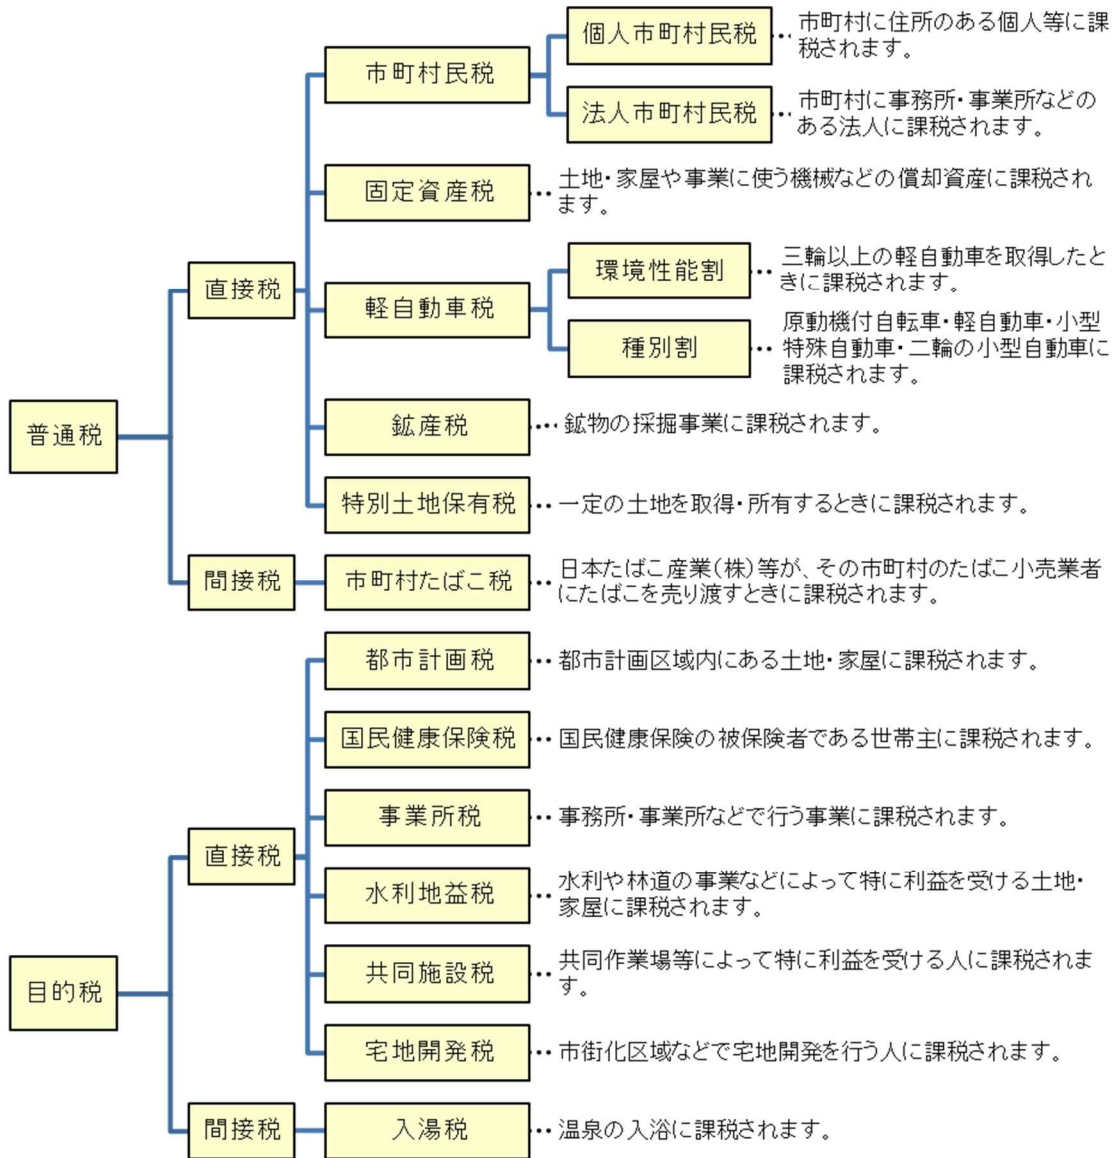 個人市町村民税
市町村に住所のある個人等に課
税されます。
市町村民税
法人市町村民税
市町村に事務所・事業所などの
ある法人に課税されます。
固定資産税
土地・家屋や事業に使う機械などの償却資産に課税され
ます。
直接税
環境性能割
三輪以上の軽自動車を取得したと
きに課税されます。
軽自動車税
種別割
原動機付自転車・軽自動車・小型
特殊自動車・二輪の小型自動車に
課税されます。
普通税
鉱産税
鉱物の採掘事業に課税されます。
特別土地保有税
一定の土地を取得・所有するときに課税されます。
間接税
市町村たばこ税
日本たばこ産業(株)等が、その市町村のたばこ小売業者
にたばこを売り渡すときに課税されます。
都市計画税
都市計画区域内にある土地・家屋に課税されます。
国民健康保険税
国民健康保険の被保険者である世帯主に課税されます。
事業所税
事務所・事業所などで行う事業に課税されます。
直接税
水利地益税
水利や林道の事業などによって特に利益を受ける土地・
家屋に課税されます。
目的税
共同施設税
共同作業場等によって特に利益を受ける人に課税されま
す。
宅地開発税
市街化区域などで宅地開発を行う人に課税されます。
間接税
入湯税
温泉の入浴に課税されます。